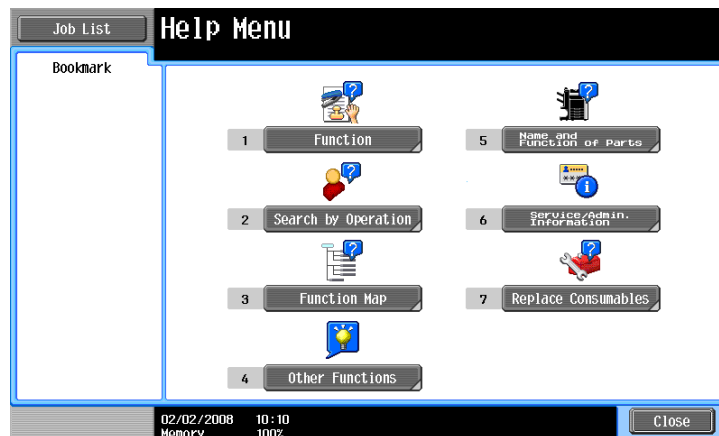 Job List
Help Menu
Bookmark
1
Function
2
Search by Operation
3
Function Map
4
Other Functions
5
Name and
Function of Parts
6
Service/Admin.
Information
7
Replace Consumables
02/02/2008 10:10
Memory 100%
Close